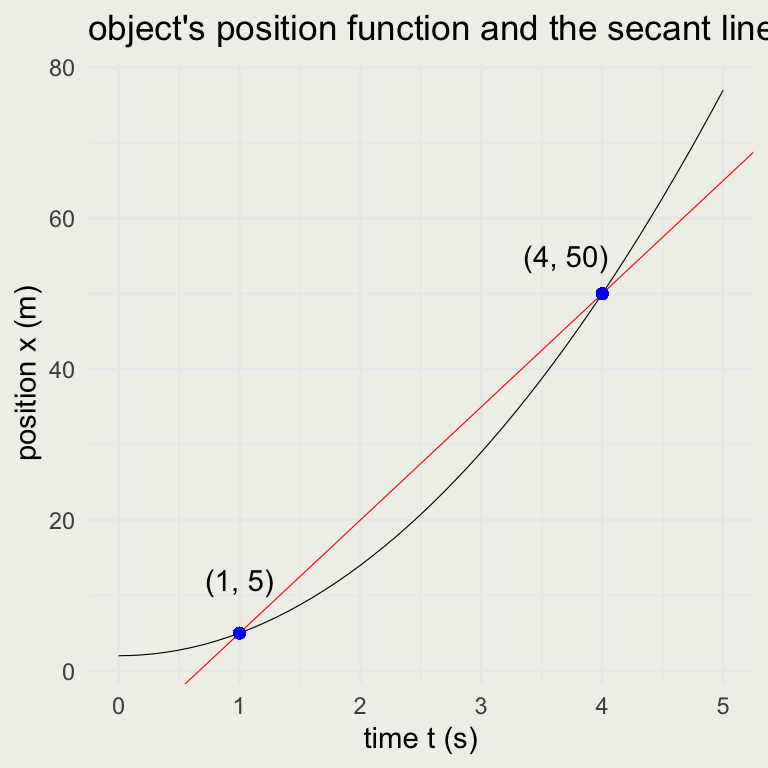 object's position function and the secant line
80
60
40
20
0
position x (m)
(4, 50)
(1, 5)
0 1 2 3 4 5
time t (s)